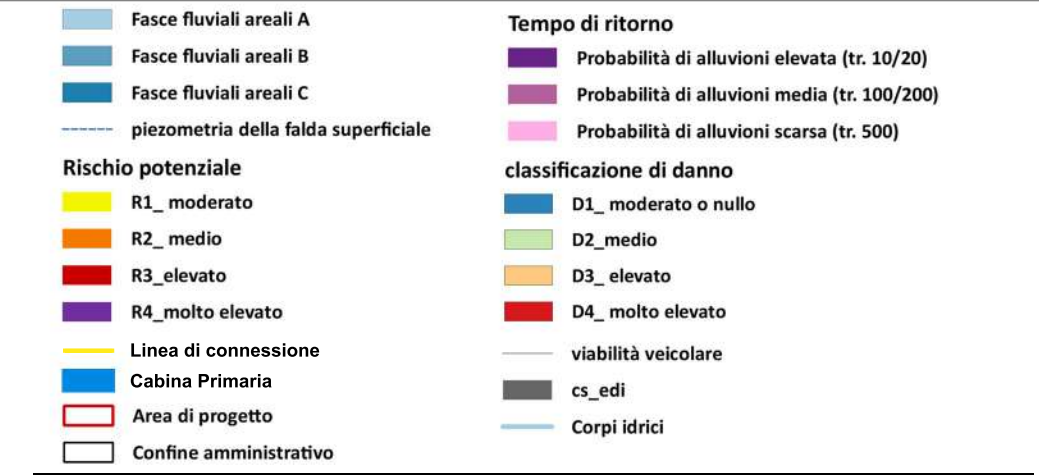 Fasce fluviali areali A
Fasce fluviali areali B
Fasce fluviali areali C
piezometria della falda superficiale
Rischio potenziale
R1_ moderato
R2_ medio
R3_elevato
R4_molto elevato
Linea di connessione
Cabina Primaria
Area di progetto
Confine amministrativo
Tempo di ritorno
Probabilità di alluvioni elevata (tr. 10/20)
Probabilità di alluvioni media (tr. 100/200)
Probabilità di alluvioni scarsa (tr. 500)
classificazione di danno
D1_ moderato o nullo
D2_medio
D3_ elevato
D4_ molto elevato
viabilità veicolare
cs_edi
Corpi idrici